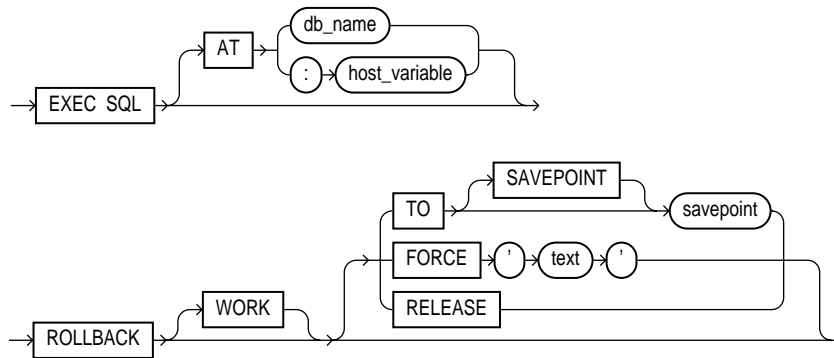 db_name
AT
: host_variable
EXEC SQL
SAVEPOINT
TO savepoint
FORCE ’ text ’
WORK RELEASE
ROLLBACK